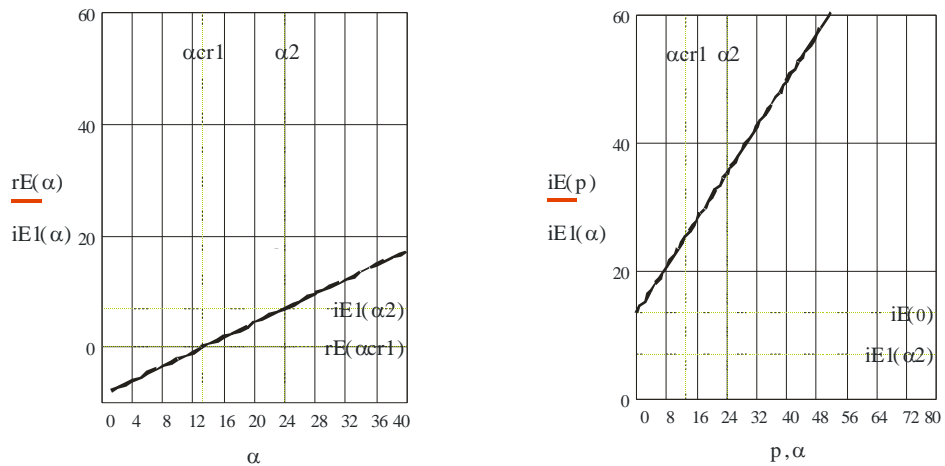 60
αcr1 α2
40
rE(α)
iE1(α)
20
iE1(α2)
0
rE(αcr1)
0 4 8 12 16 20 24 28 32 36 40
α
60
αcr1 α2
40
iE(p)
iE1(α)
20
iE(0)
iE1(α2)
0
0 8 16 24 32 40 48 56 64 72 80
p,α